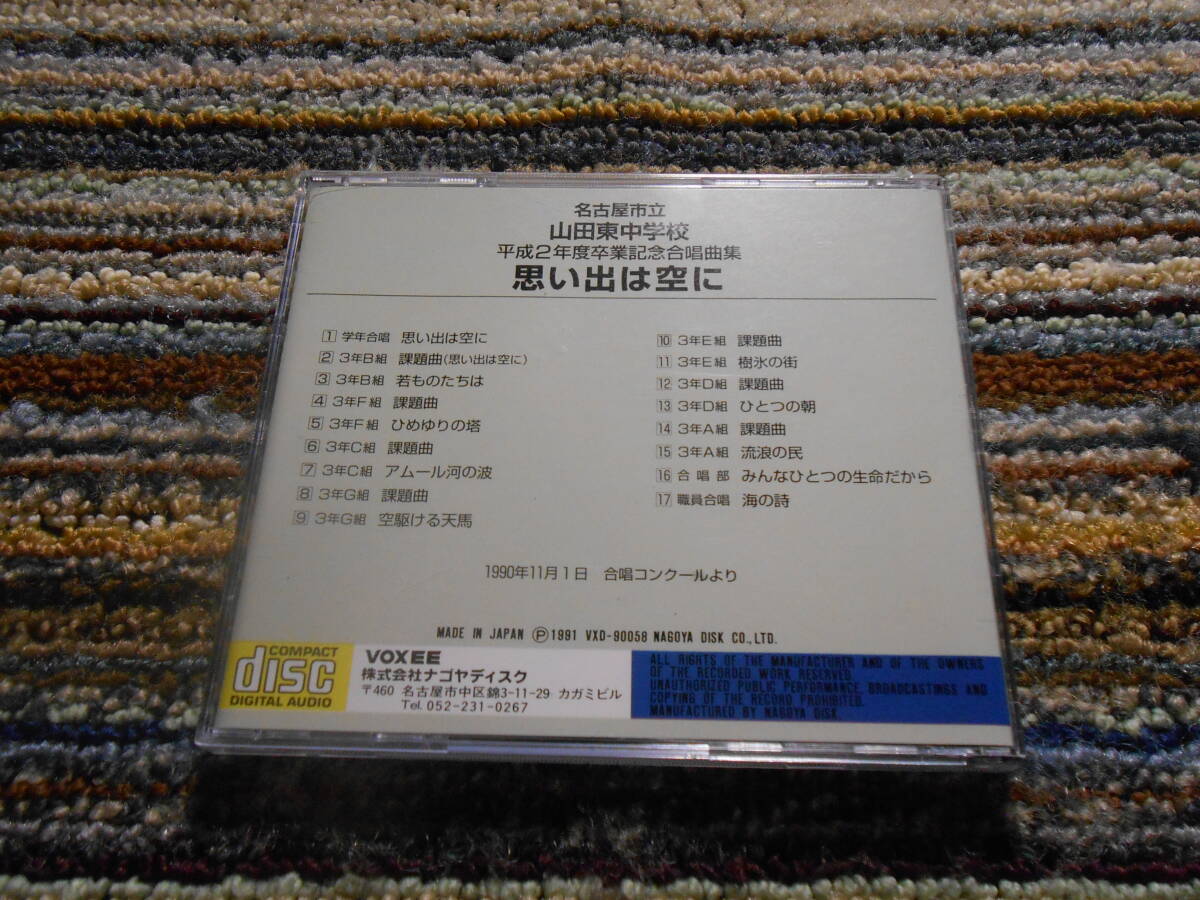 名古屋市立
山田東中学校
平成2年度卒業記念合唱曲集
思い出は空に
1 学年合唱 思い出は空に
2 3年B組 課題曲(思い出は空に)
3 3年B組 若ものたちは
4 3年F組 課題曲
5 3年F組 ひめゆりの塔
6 3年C組 課題曲
7 3年C組 アムール河の波
8 3年G組 課題曲
9 3年G組 空駆ける天馬
10 3年E組 課題曲
11 3年E組 樹氷の街
12 3年D組 課題曲
13 3年D組 ひとつの朝
14 3年A組 課題曲
15 3年A組 流浪の民
16 合唱部 みんなひとつの生命だから
17 職員合唱 海の詩
1990年11月1日 合唱コンクールより
MADE IN JAPAN Ⓟ1991 VXD-90058 NAGOYA DISK CO.,LTD.
COMPACT
disc
DIGITAL AUDIO
VOXEE
株式会社ナゴヤディスク
〒460 名古屋市中区錦3-11-29 カガミビル
Tel. 052-231-0267
ALL RIGHTS OF THE MANUFACTURER AND OF THE OWNERS
OF THE RECORDED WORK RESERVED.
UNAUTHORIZED PUBLIC PERFORMANCE, BROADCASTINGS AND
COPYING OF THE RECORD PROHIBITED.
MANUFACTURED BY NAGOYA DISK.